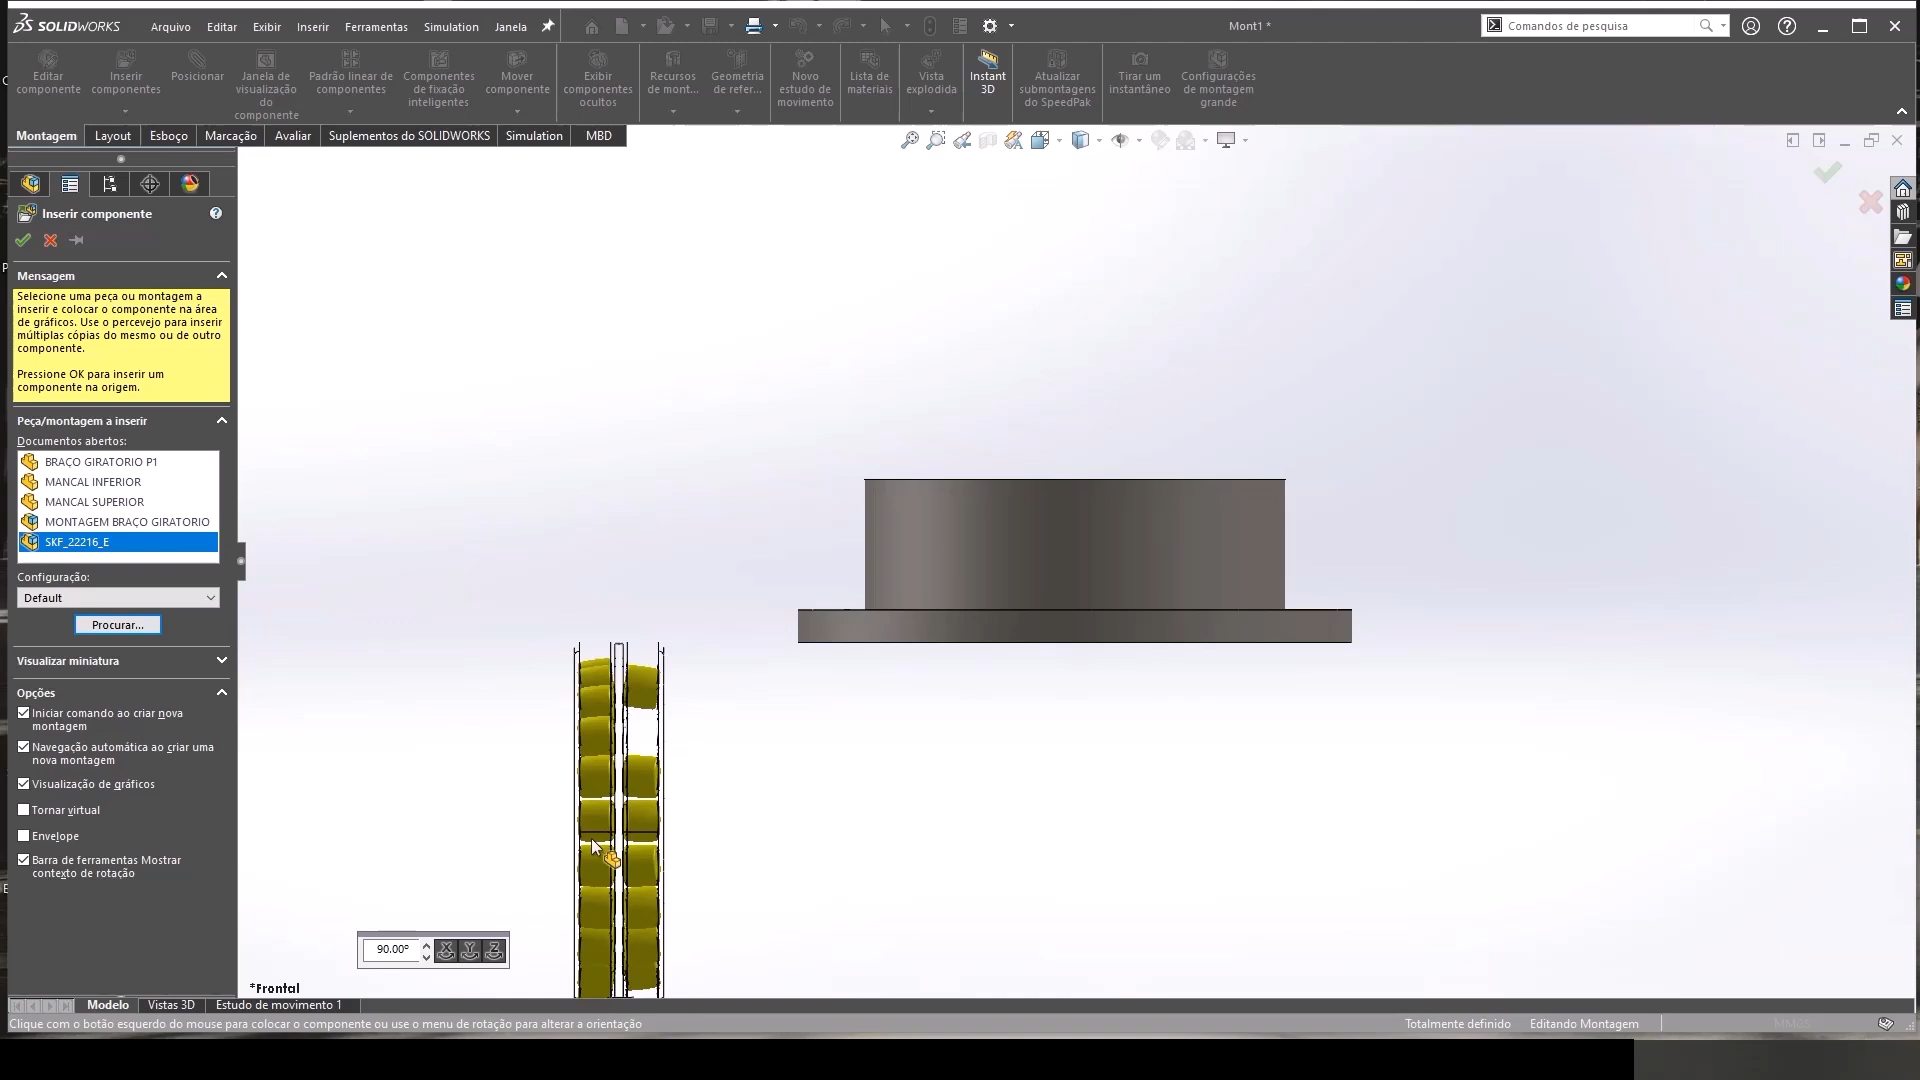 SOLIDWORKS
Arquivo Editar Exibir Inserir Ferramentas Simulation Janela
Mont1 *
Comandos de pesquisa
Editar componente
Inserir componentes
Posicionar
Janela de visualização do componente
Padrão linear de componentes
Componentes de fixação inteligentes
Mover componente
Exibir componentes ocultos
Recursos de mont...
Geometria de refer...
Novo estudo de movimento
Lista de materiais
Vista explodida
Instant 3D
Atualizar submontagens do SpeedPak
Tirar um instantâneo
Configurações de montagem grande
Montagem Layout Esboço Marcação Avaliar Suplementos do SOLIDWORKS Simulation MBD
Inserir componente
Mensagem
Selecione uma peça ou montagem a
inserir e colocar o componente na área
de gráficos. Use o percevejo para inserir
múltiplas cópias do mesmo ou de outro
componente.
Pressione OK para inserir um
componente na origem.
Peça/montagem a inserir
Documentos abertos:
BRAÇO GIRATORIO P1
MANCAL INFERIOR
MANCAL SUPERIOR
MONTAGEM BRAÇO GIRATORIO
SKF_22216_E
Configuração:
Default
Procurar...
Visualizar miniatura
Opções
Iniciar comando ao criar nova
montagem
Navegação automática ao criar uma
nova montagem
Visualização de gráficos
Tornar virtual
Envelope
Barra de ferramentas Mostrar
contexto de rotação
90.00°
X Y Z
*Frontal
Modelo Vistas 3D Estudo de movimento 1
Clique com o botão esquerdo do mouse para colocar o componente ou use o menu de rotação para alterar a orientação
Totalmente definido Editando Montagem